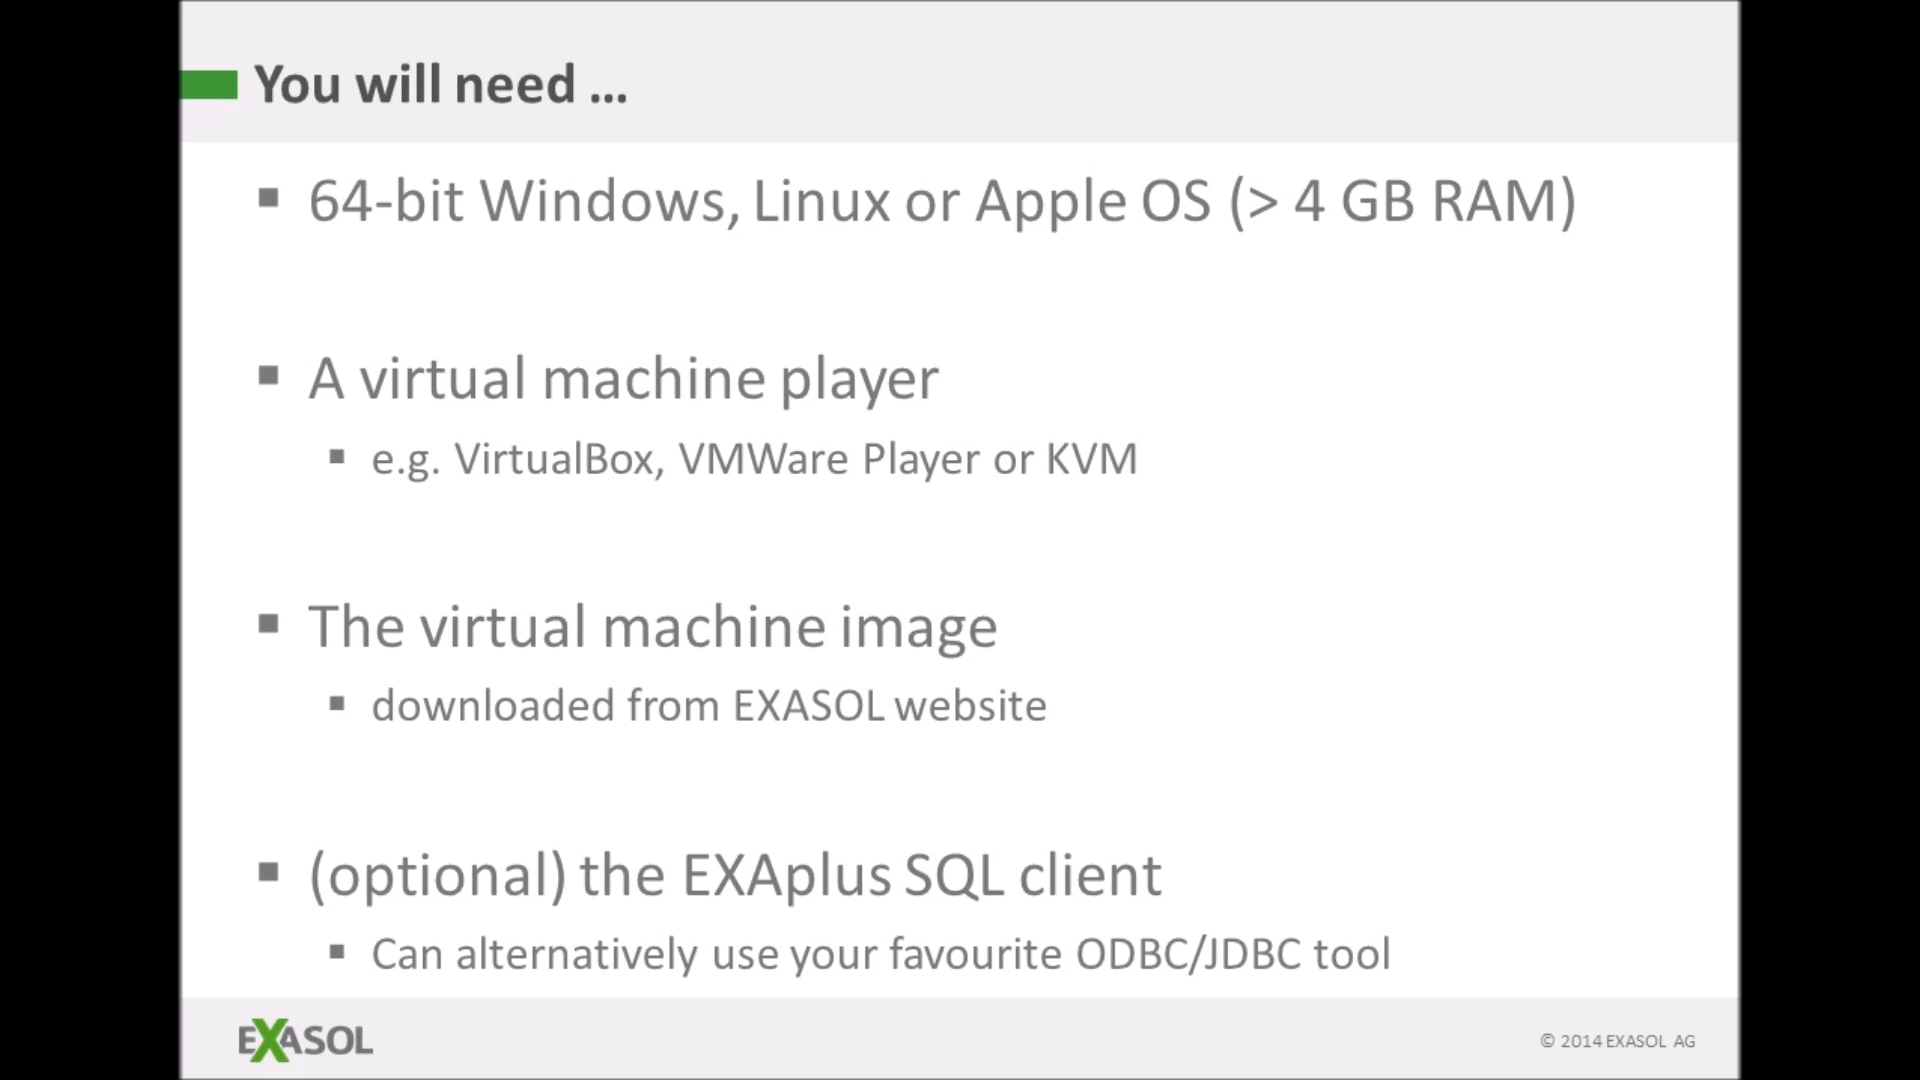 You will need ...
64-bit Windows, Linux or Apple OS (> 4 GB RAM)
A virtual machine player
e.g. VirtualBox, VMWare Player or KVM
The virtual machine image
downloaded from EXASOL website
(optional) the EXAplus SQL client
Can alternatively use your favourite ODBC/JDBC tool
EXASOL
© 2014 EXASOL AG